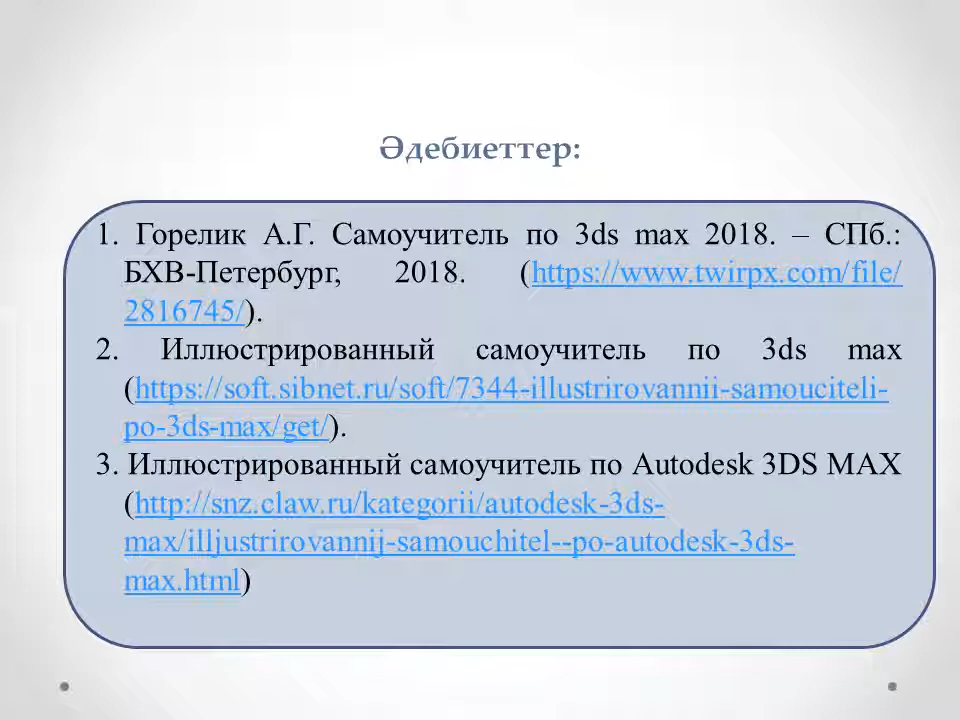 Әдебиеттер:
1. Горелик А.Г. Самоучитель по 3ds max 2018. – СПб.:
БХВ-Петербург, 2018. (https://www.twirpx.com/file/
2816745/).
2. Иллюстрированный самоучитель по 3ds max
(https://soft.sibnet.ru/soft/7344-illustrirovannii-samouciteli-
po-3ds-max/get/).
3. Иллюстрированный самоучитель по Autodesk 3DS MAX
(http://snz.claw.ru/kategorii/autodesk-3ds-
max/illjustrirovannij-samouchitel--po-autodesk-3ds-
max.html)